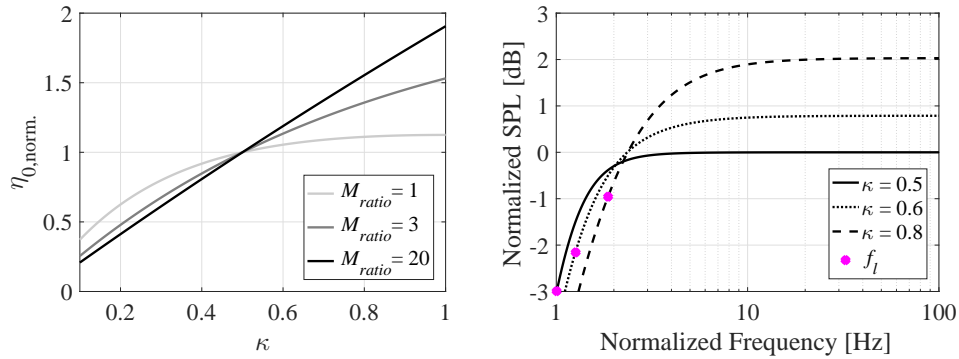 2
1.5
1
0.5
0
0.2
0.4
0.6
0.8
1
η0,norm.
κ
Mratio = 1
Mratio = 3
Mratio = 20
3
2
1
0
-1
-2
-3
1
10
100
Normalized SPL [dB]
Normalized Frequency [Hz]
κ = 0.5
κ = 0.6
κ = 0.8
fl